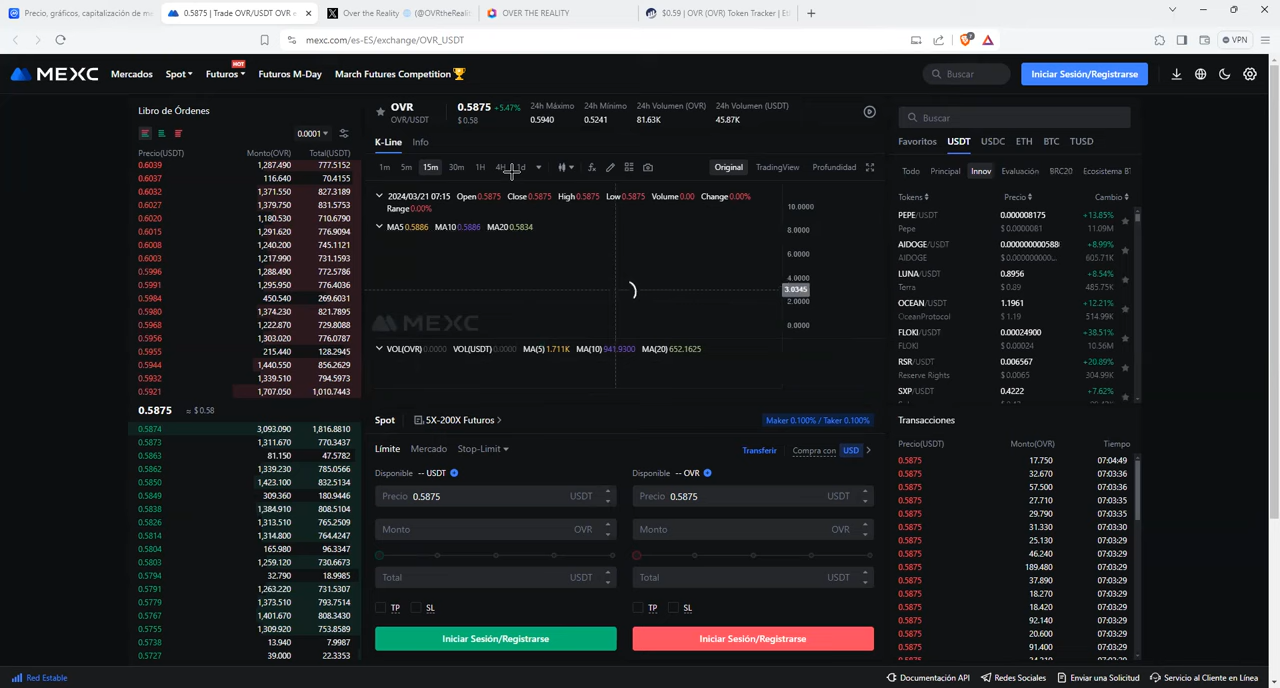 Precio, gráficos, capitalización de m
0.5875 | Trade OVR/USDT OVR e
Over the Reality (@OVRtheReali
OVER THE REALITY
$0.59 | OVR (OVR) Token Tracker | Et
mexc.com/es-ES/exchange/OVR_USDT
VPN
MEXC
Mercados
Spot
Futuros
HOT
Futuros M-Day
March Futures Competition
Buscar
Iniciar Sesión/Registrarse
Libro de Órdenes
0.0001
Precio(USDT) Monto(OVR) Total(USDT)
0.6039 1,287.490 777.5152
0.6037 116.640 70.4155
0.6032 1,371.550 827.3189
0.6027 1,379.750 831.5753
0.6020 1,180.530 710.6790
0.6015 1,291.620 776.9094
0.6008 1,240.200 745.1121
0.6003 1,217.990 731.1593
0.5996 1,288.490 772.5786
0.5991 1,295.950 776.4036
0.5984 450.540 269.6031
0.5980 1,374.230 821.7895
0.5968 1,222.870 729.8088
0.5956 1,303.020 776.0787
0.5955 215.440 128.2945
0.5944 1,440.550 856.2629
0.5932 1,339.510 794.5973
0.5921 1,707.050 1,010.7443
0.5875 ≈ $ 0.58
0.5874 3,093.090 1,816.8810
0.5873 1,311.670 770.3437
0.5863 81.150 47.5782
0.5862 1,339.230 785.0566
0.5850 1,423.100 832.5134
0.5849 309.360 180.9446
0.5838 1,384.910 808.5104
0.5826 1,313.510 765.2509
0.5814 1,314.800 764.4247
0.5804 165.980 96.3347
0.5803 1,259.120 730.6673
0.5794 32.790 18.9985
0.5791 1,263.220 731.5307
0.5779 1,373.510 793.7514
0.5767 1,401.670 808.3430
0.5755 1,309.920 753.8589
0.5738 13.940 7.9987
0.5727 39.000 22.3353
OVR
OVR/USDT
0.5875 +5.47%
$ 0.58
24h Máximo
0.5940
24h Mínimo
0.5241
24h Volumen (OVR)
81.63K
24h Volumen (USDT)
45.87K
K-Line Info
1m 5m 15m 30m 1H 4H 1d
Original TradingView Profundidad
2024/03/21 07:15 Open 0.5875 Close 0.5875 High 0.5875 Low 0.5875 Volume 0.00 Change 0.00%
Range 0.00%
MA5 0.5886 MA10 0.5886 MA20 0.5834
10.0000
8.0000
6.0000
4.0000
3.0345
2.0000
0.0000
MEXC
VOL(OVR) 0.0000 VOL(USDT) 0.0000 MA(5) 1.711K MA(10) 941.9300 MA(20) 652.1625
Spot 5X-200X Futuros
Maker 0.100% / Taker 0.100%
Límite Mercado Stop-Limit
Transferir Compra con USD
Disponible -- USDT
Disponible -- OVR
Precio 0.5875 USDT
Precio 0.5875 USDT
Monto OVR
Monto OVR
Total USDT
Total USDT
TP SL
TP SL
Iniciar Sesión/Registrarse
Iniciar Sesión/Registrarse
Buscar
Favoritos USDT USDC ETH BTC TUSD
Todo Principal Innov Evaluación BRC20 Ecosistema B
Tokens Precio Cambio
PEPE/USDT 0.000008175 +13.85%
Pepe $ 0.0000081 11.09M
AIDOGE/USDT 0.0000000000588 +8.99%
AIDOGE $ 0.000000000... 605.71K
LUNA/USDT 0.8956 +8.54%
Terra $ 0.89 485.75K
OCEAN/USDT 1.1961 +12.21%
OceanProtocol $ 1.19 514.99K
FLOKI/USDT 0.00024900 +38.51%
FLOKI $ 0.00024 10.56M
RSR/USDT 0.006567 +20.89%
Reserve Rights $ 0.0065 304.99K
SXP/USDT 0.4222 +7.62%
Transacciones
Precio(USDT) Monto(OVR) Tiempo
0.5875 17.750 07:04:49
0.5875 32.670 07:03:36
0.5875 57.500 07:03:36
0.5875 27.710 07:03:35
0.5875 29.790 07:03:35
0.5875 31.330 07:03:30
0.5875 25.130 07:03:29
0.5875 46.240 07:03:29
0.5875 189.480 07:03:29
0.5875 37.890 07:03:29
0.5875 18.270 07:03:29
0.5875 18.420 07:03:29
0.5875 92.140 07:03:29
0.5875 20.600 07:03:29
0.5875 91.400 07:03:29
Red Estable
Documentación API
Redes Sociales
Enviar una Solicitud
Servicio al Cliente en Línea